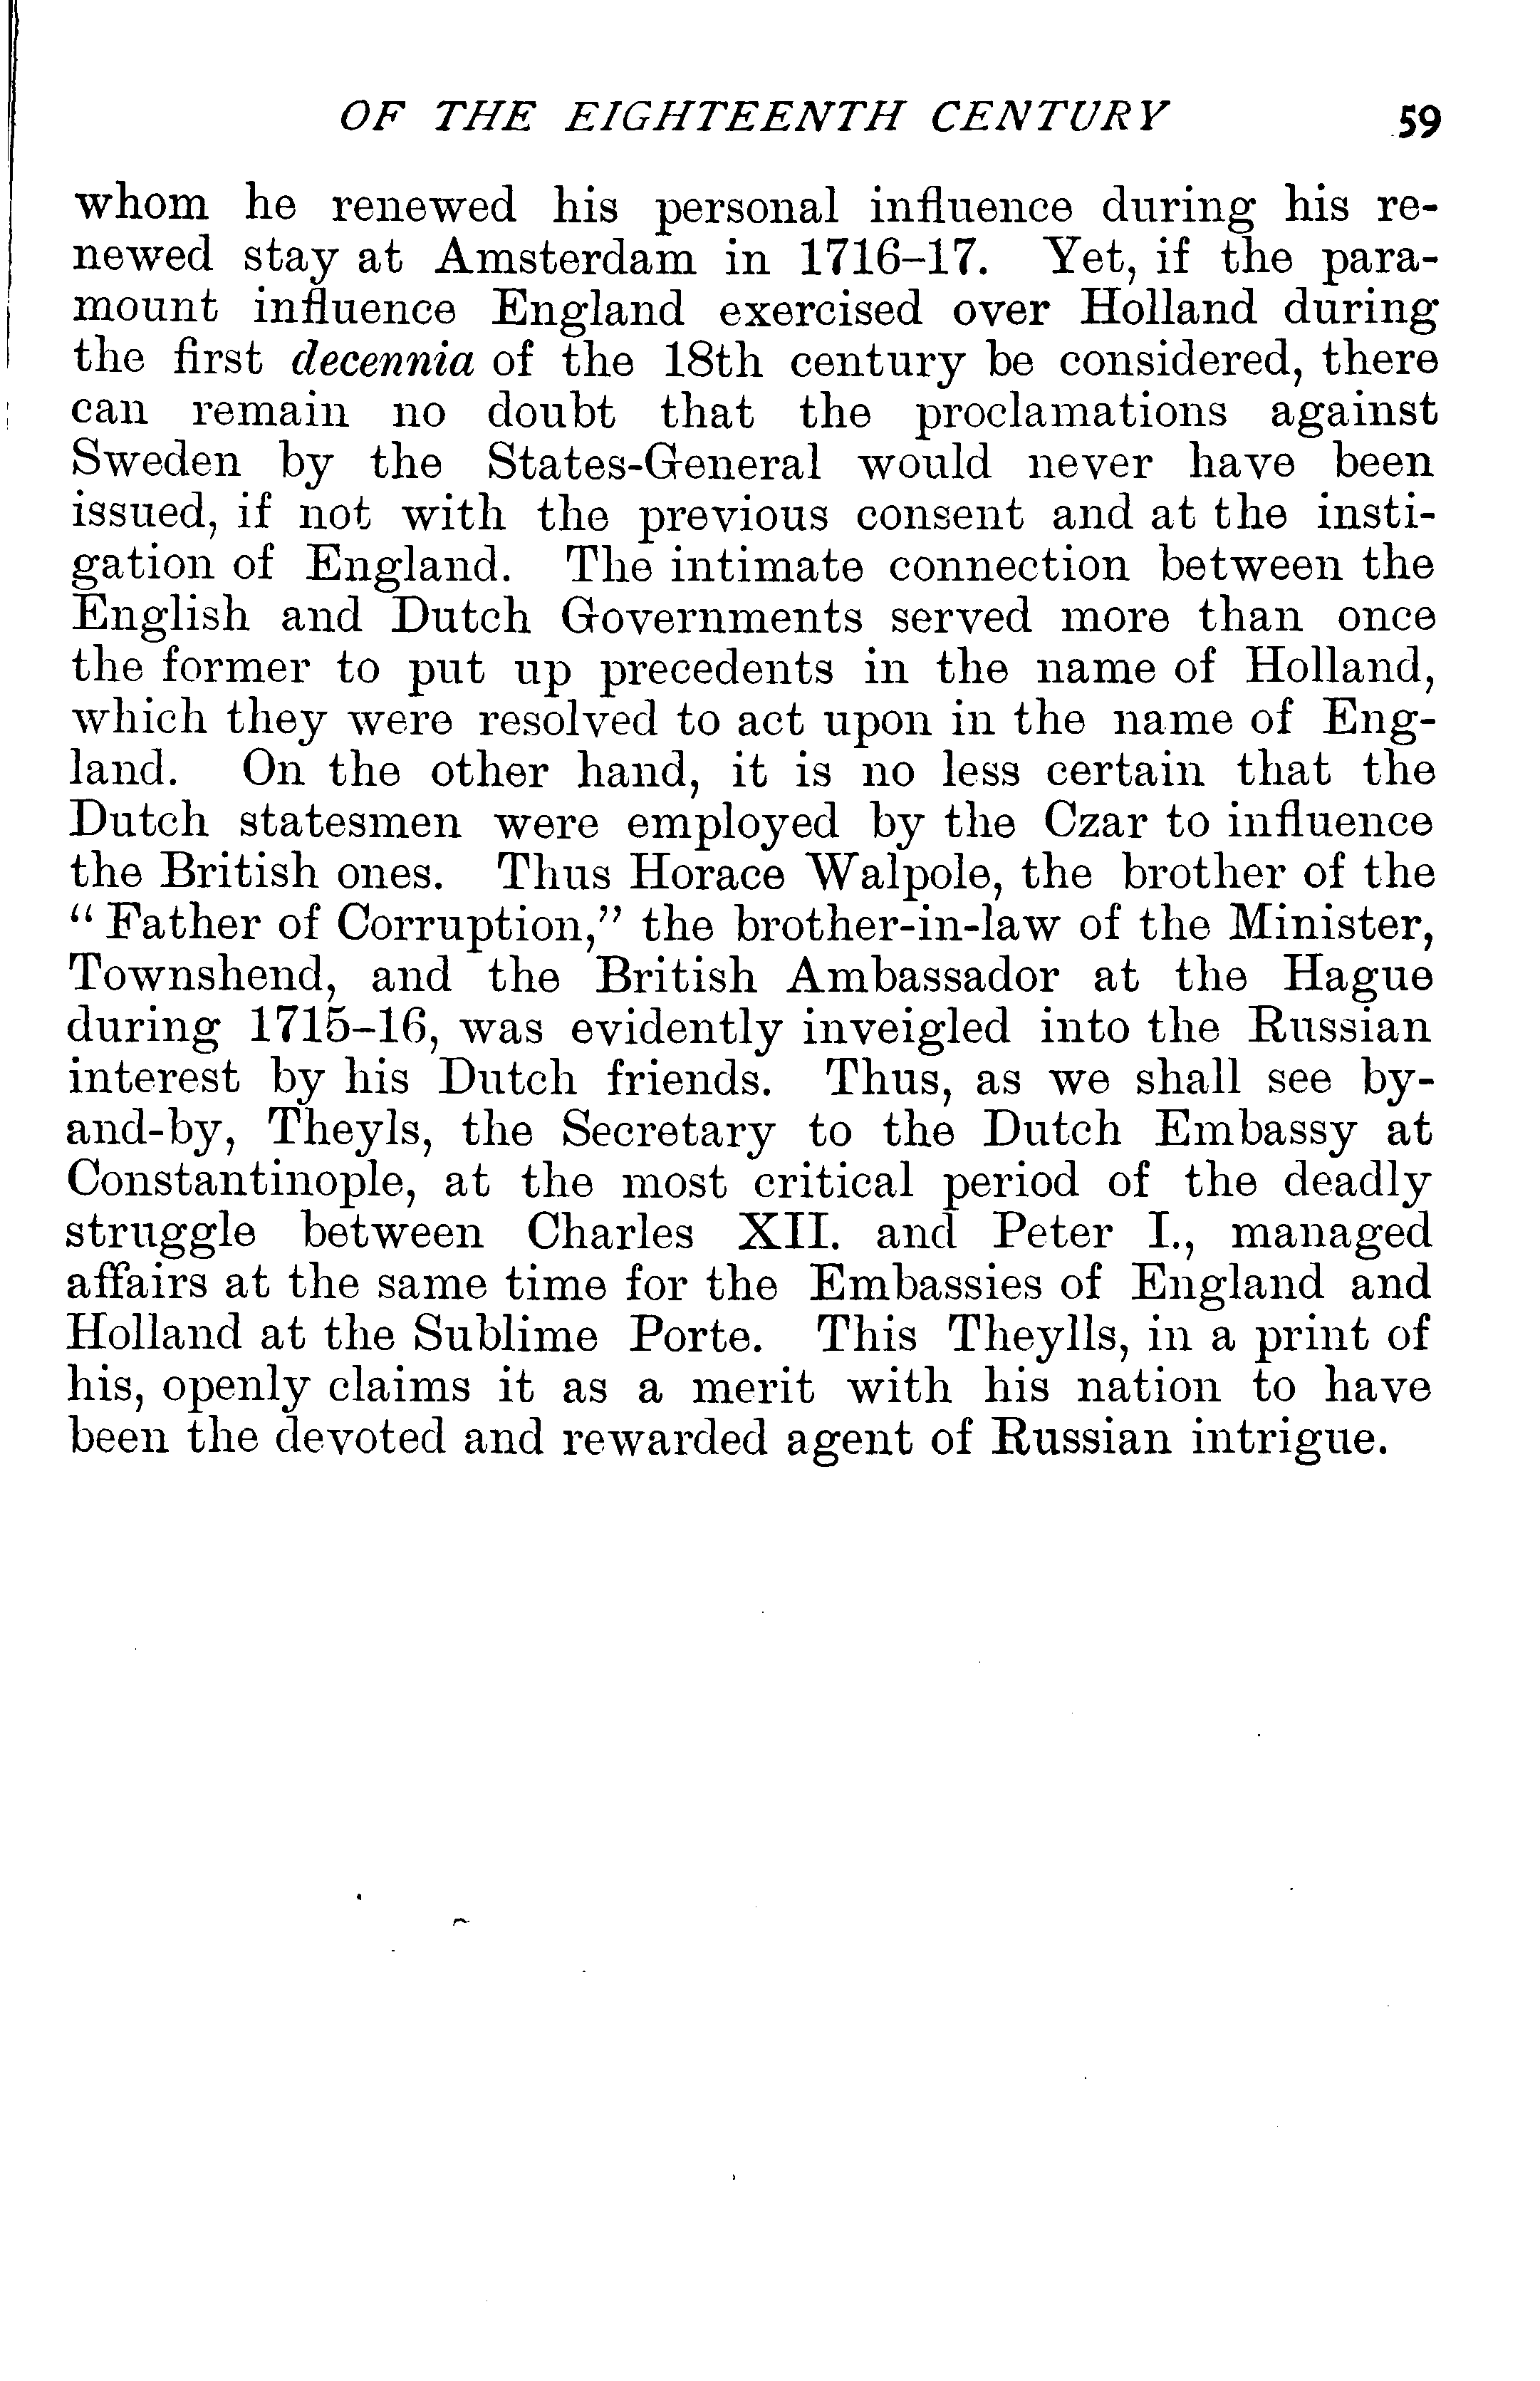 OF THE EIGHTEENTH CENTURY 59
whom he renewed his personal influence during his re-
newed stay at Amsterdam in 1716–17. Yet, if the para-
mount influence England exercised over Holland during
the first decennia of the 18th century be considered, there
can remain no doubt that the proclamations against
Sweden by the States-General would never have been
issued, if not with the previous consent and at the insti-
gation of England. The intimate connection between the
English and Dutch Governments served more than once
the former to put up precedents in the name of Holland,
which they were resolved to act upon in the name of Eng-
land. On the other hand, it is no less certain that the
Dutch statesmen were employed by the Czar to influence
the British ones. Thus Horace Walpole, the brother of the
“ Father of Corruption,” the brother-in-law of the Minister,
Townshend, and the British Ambassador at the Hague
during 1715–16, was evidently inveigled into the Russian
interest by his Dutch friends. Thus, as we shall see by-
and-by, Theyls, the Secretary to the Dutch Embassy at
Constantinople, at the most critical period of the deadly
struggle between Charles XII. and Peter I., managed
affairs at the same time for the Embassies of England and
Holland at the Sublime Porte. This Theylls, in a print of
his, openly claims it as a merit with his nation to have
been the devoted and rewarded agent of Russian intrigue.